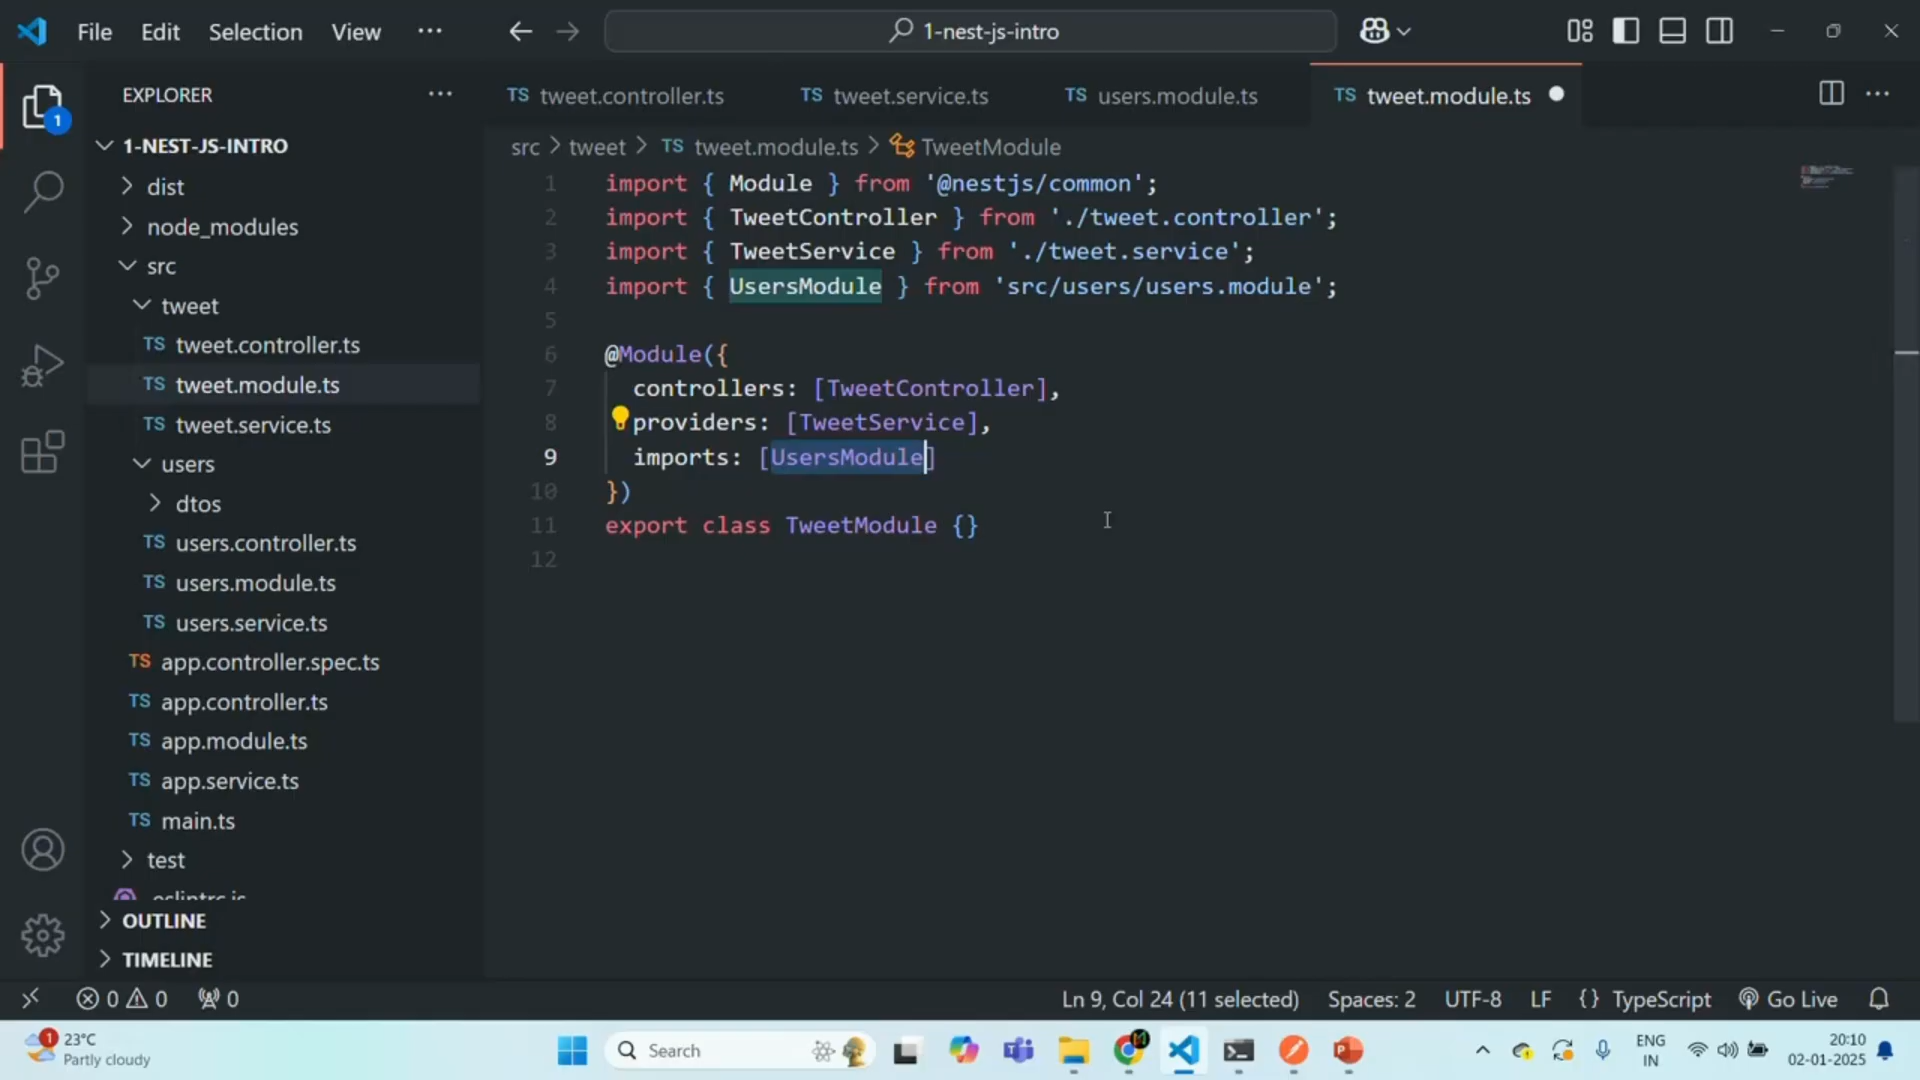 File Edit Selection View ··· 1-nest-js-intro
EXPLORER ···
TS tweet.controller.ts TS tweet.service.ts TS users.module.ts TS tweet.module.ts
1
1-NEST-JS-INTRO
dist
node_modules
src
tweet
TS tweet.controller.ts
TS tweet.module.ts
TS tweet.service.ts
users
dtos
TS users.controller.ts
TS users.module.ts
TS users.service.ts
TS app.controller.spec.ts
TS app.controller.ts
TS app.module.ts
TS app.service.ts
TS main.ts
test
.eslintrc.js
OUTLINE
TIMELINE
src > tweet > TS tweet.module.ts > TweetModule
1 import { Module } from '@nestjs/common';
2 import { TweetController } from './tweet.controller';
3 import { TweetService } from './tweet.service';
4 import { UsersModule } from 'src/users/users.module';
5
6 @Module({
7 controllers: [TweetController],
8 providers: [TweetService],
9 imports: [UsersModule]
10 })
11 export class TweetModule {}
12
0 0 0 Ln 9, Col 24 (11 selected) Spaces: 2 UTF-8 LF {} TypeScript Go Live
1 23°C
Partly cloudy
Search
ENG
IN
20:10
02-01-2025